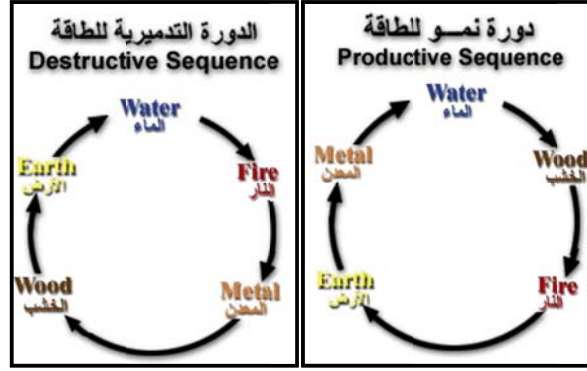 الدورة التدميرية للطاقة
Destructive Sequence
Water
الماء
Fire
النار
Metal
المعدن
Wood
الخشب
Earth
الأرض
دورة نمـــو للطاقة
Productive Sequence
Water
الماء
Wood
الخشب
Fire
النار
Earth
الأرض
Metal
المعدن